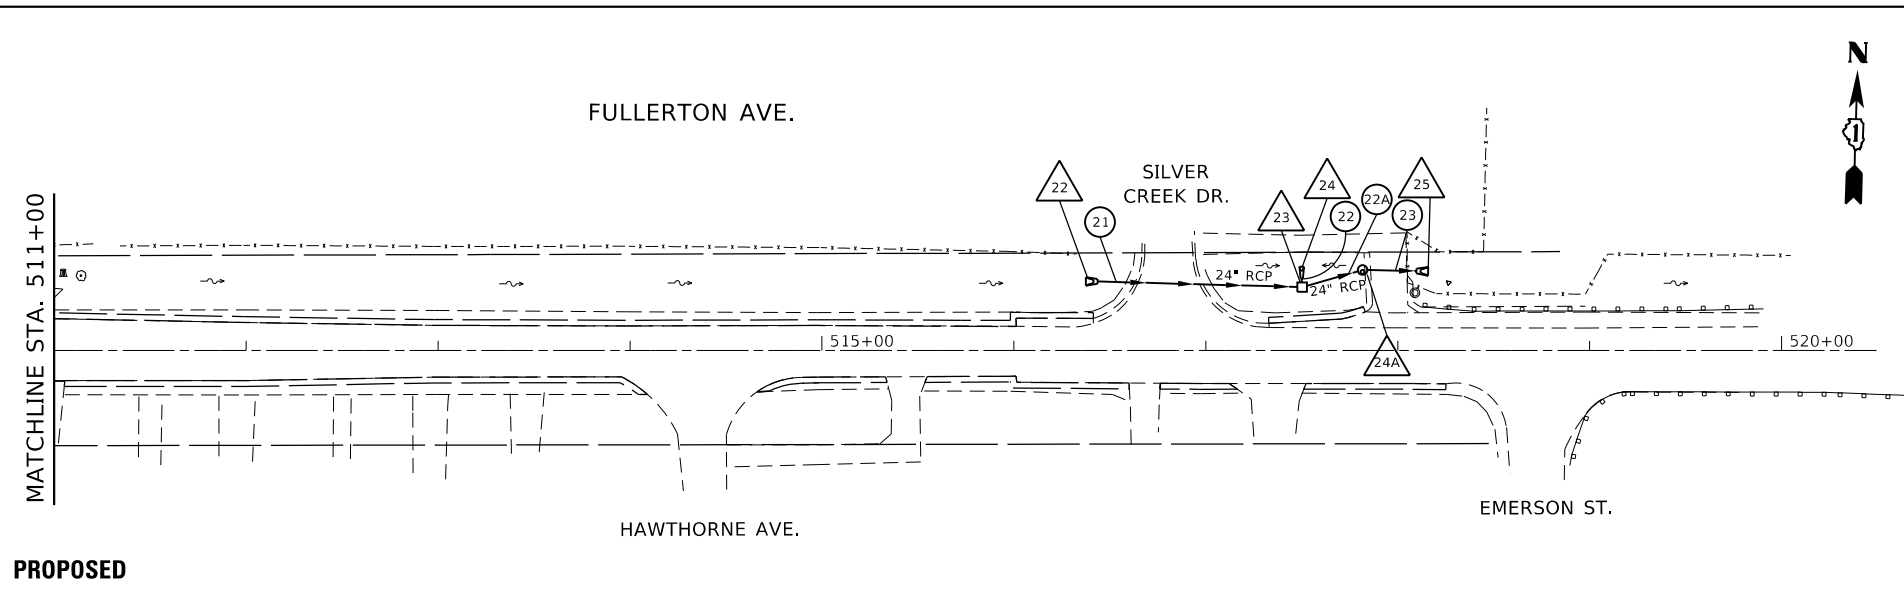 N
1
FULLERTON AVE.
SILVER
CREEK DR.
22
21
23
24
22
22A
23
25
24" RCP
24" RCP
24A
515+00
520+00
MATCHLINE STA. 511+00
HAWTHORNE AVE.
EMERSON ST.
PROPOSED